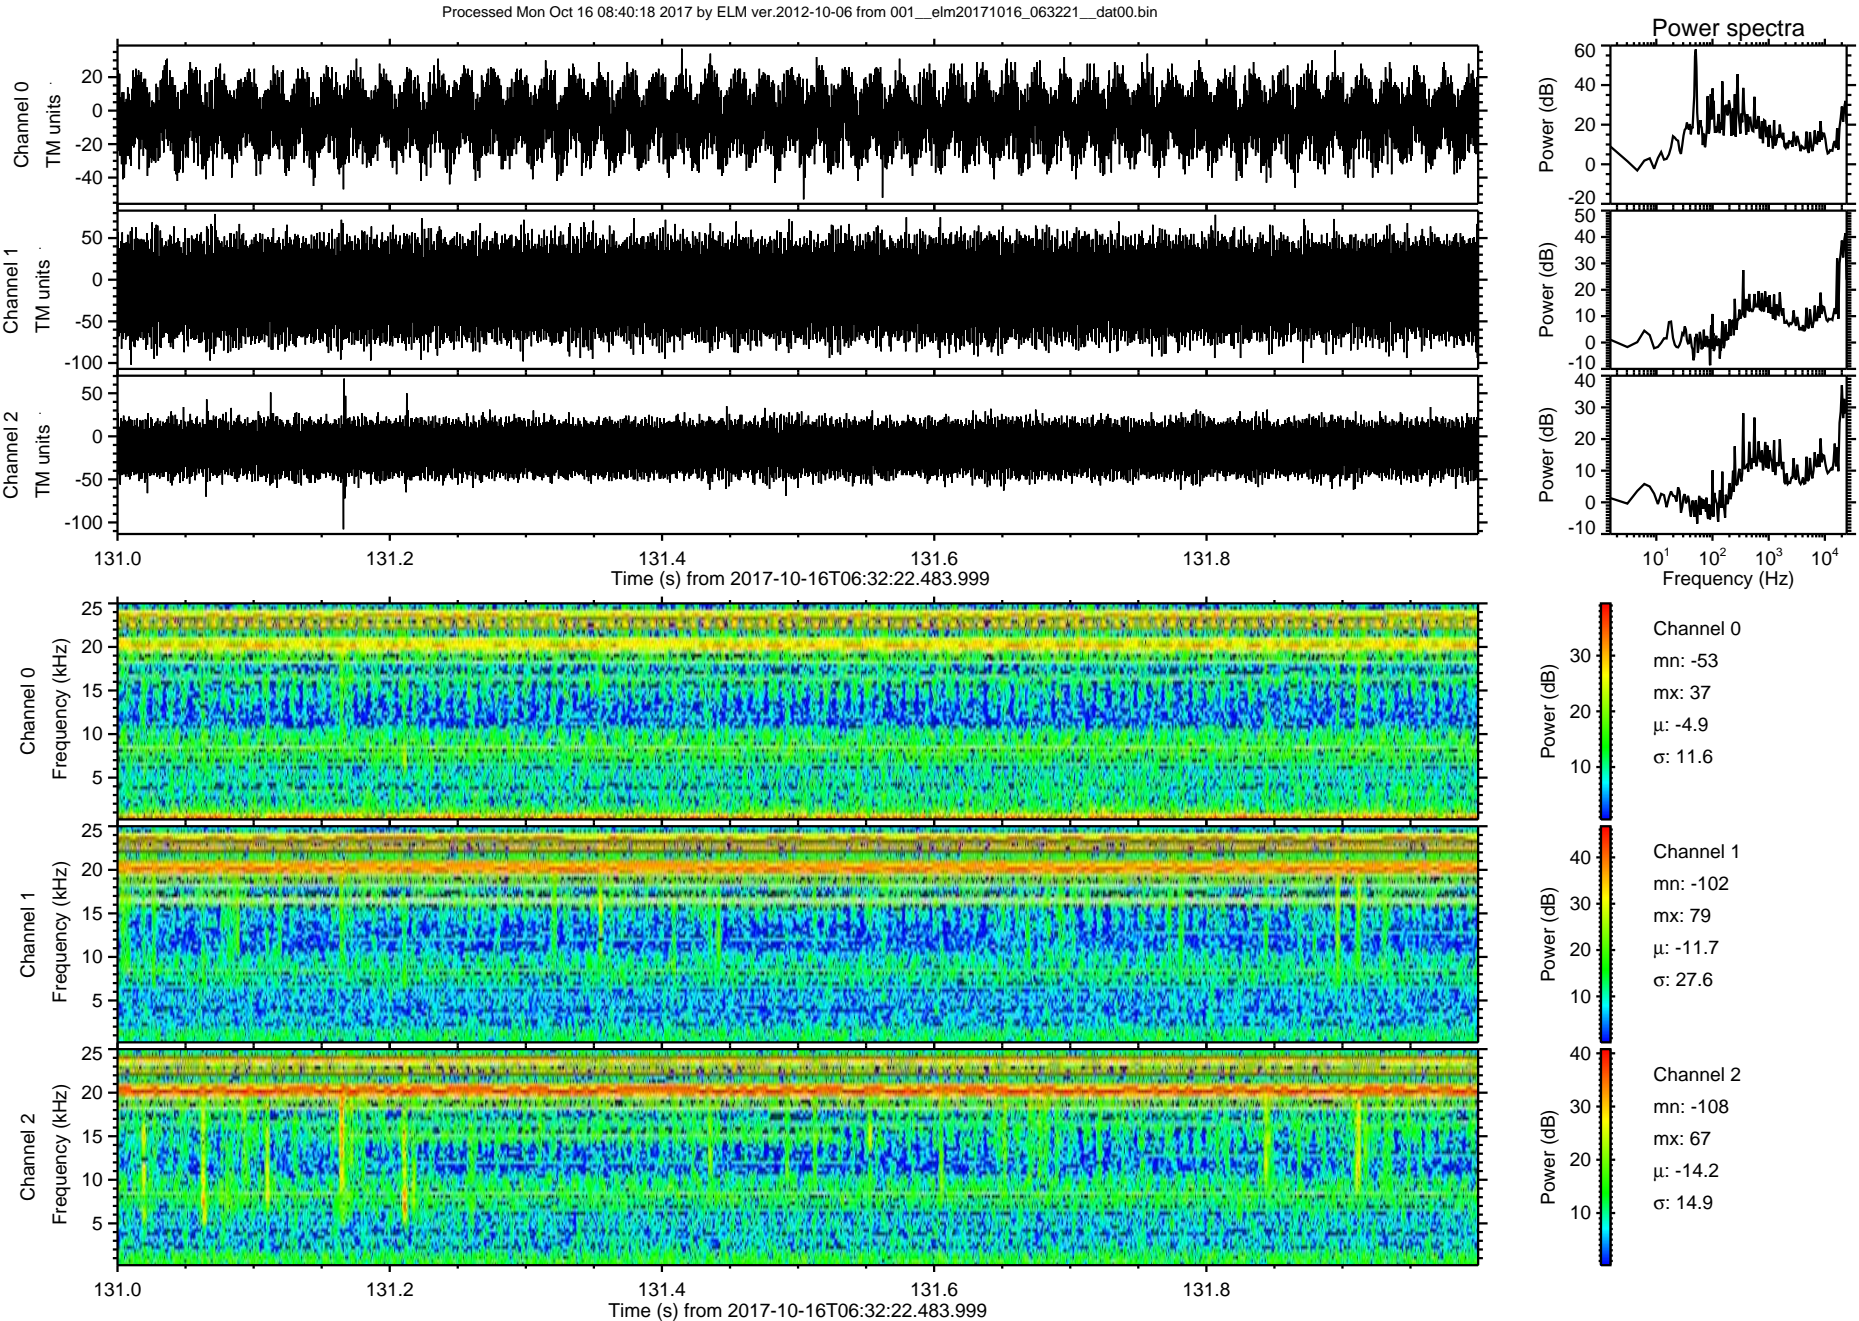 Processed Mon Oct 16 08:40:18 2017 by ELM ver.2012-10-06 from 001__elm20171016_063221__dat00.bin
Power spectra
Channel 0
TM units
20
0
-20
-40
Power (dB)
60
40
20
0
-20
Channel 1
TM units
50
0
-50
-100
Power (dB)
50
40
30
20
10
0
-10
Channel 2
TM units
50
0
-50
-100
Power (dB)
40
30
20
10
0
-10
131.0 131.2 131.4 131.6 131.8
Time (s) from 2017-10-16T06:32:22.483.999
10¹ 10² 10³ 10⁴
Frequency (Hz)
Channel 0
Frequency (kHz)
25
20
15
10
5
Power (dB)
30
20
10
Channel 0
mn: -53
mx: 37
μ: -4.9
σ: 11.6
Channel 1
Frequency (kHz)
25
20
15
10
5
Power (dB)
40
30
20
10
Channel 1
mn: -102
mx: 79
μ: -11.7
σ: 27.6
Channel 2
Frequency (kHz)
25
20
15
10
5
Power (dB)
40
30
20
10
Channel 2
mn: -108
mx: 67
μ: -14.2
σ: 14.9
131.0 131.2 131.4 131.6 131.8
Time (s) from 2017-10-16T06:32:22.483.999